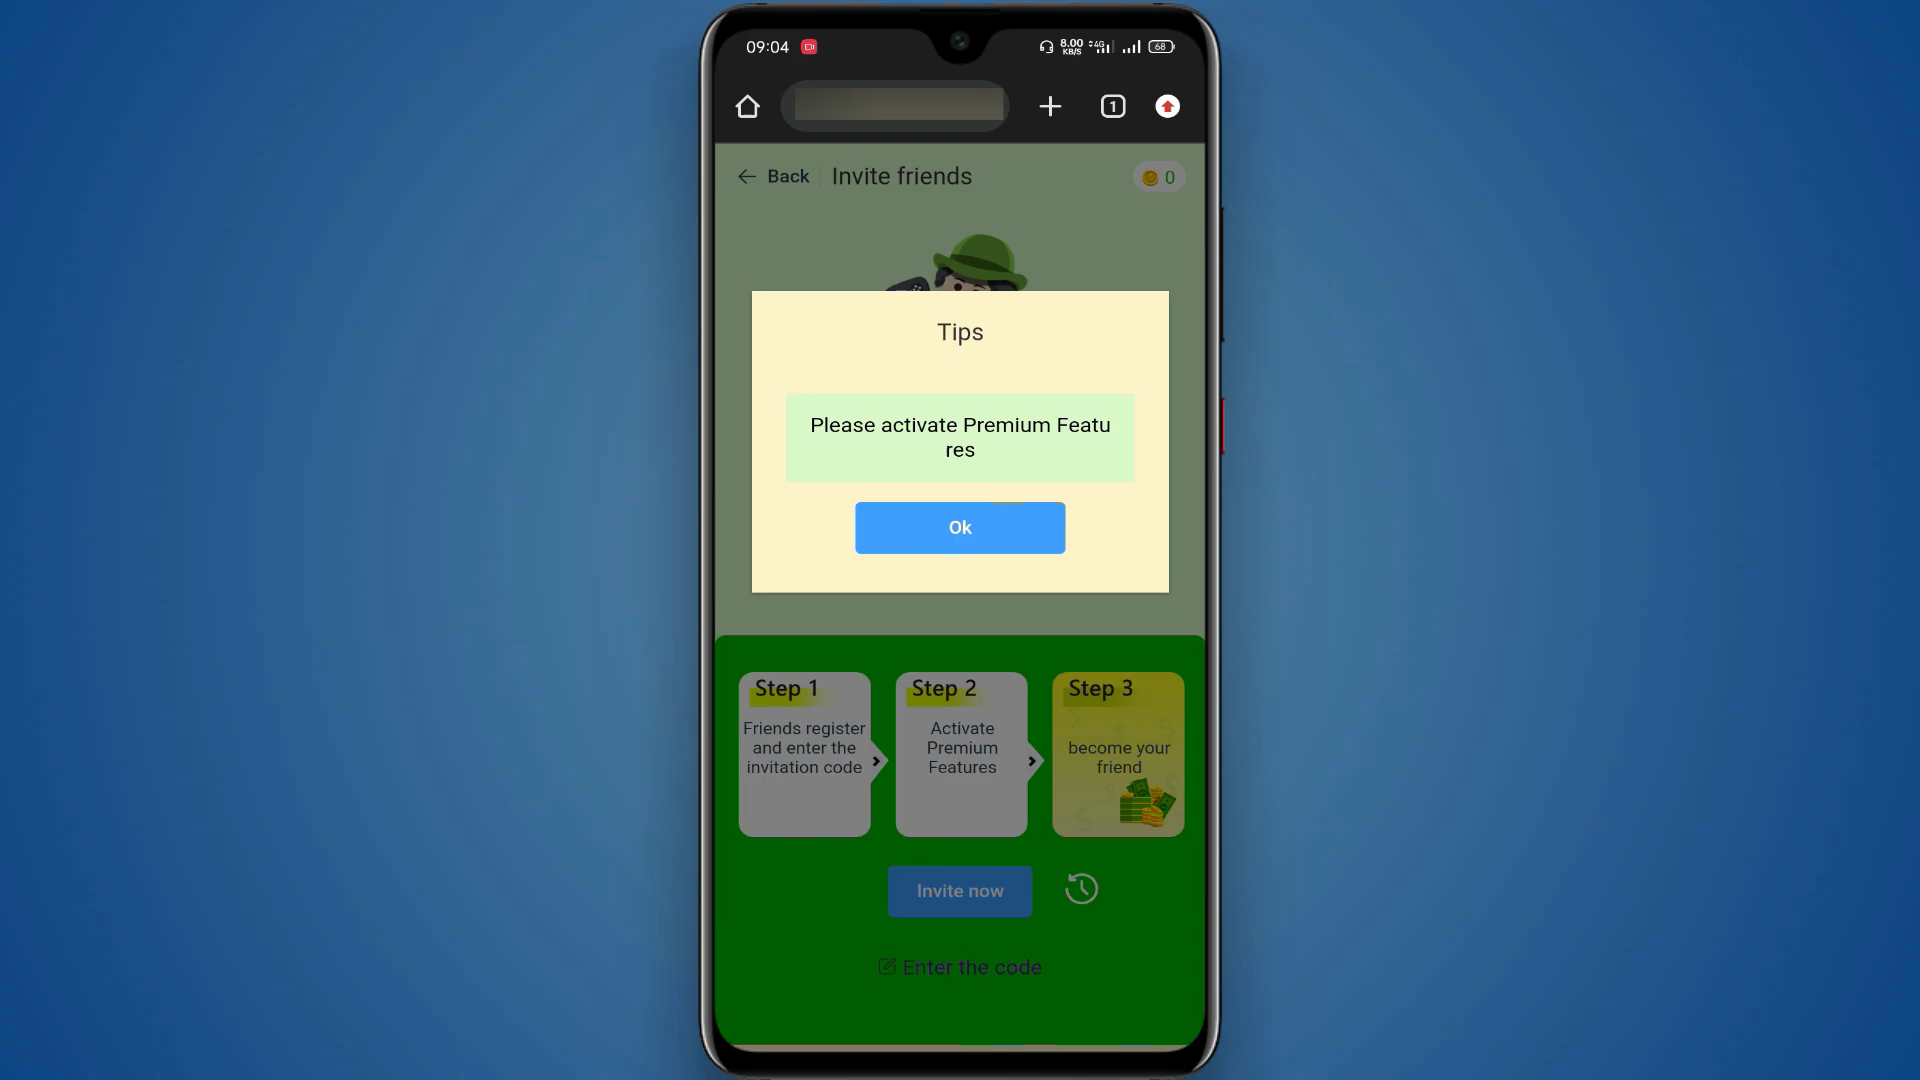 09:04
8.00
KB/S
4G
68
1
Back
Invite friends
0
Tips
Please activate Premium Featu
res
Ok
Step 1
Step 2
Step 3
Friends register
and enter the
invitation code
Activate
Premium
Features
become your
friend
Invite now
Enter the code